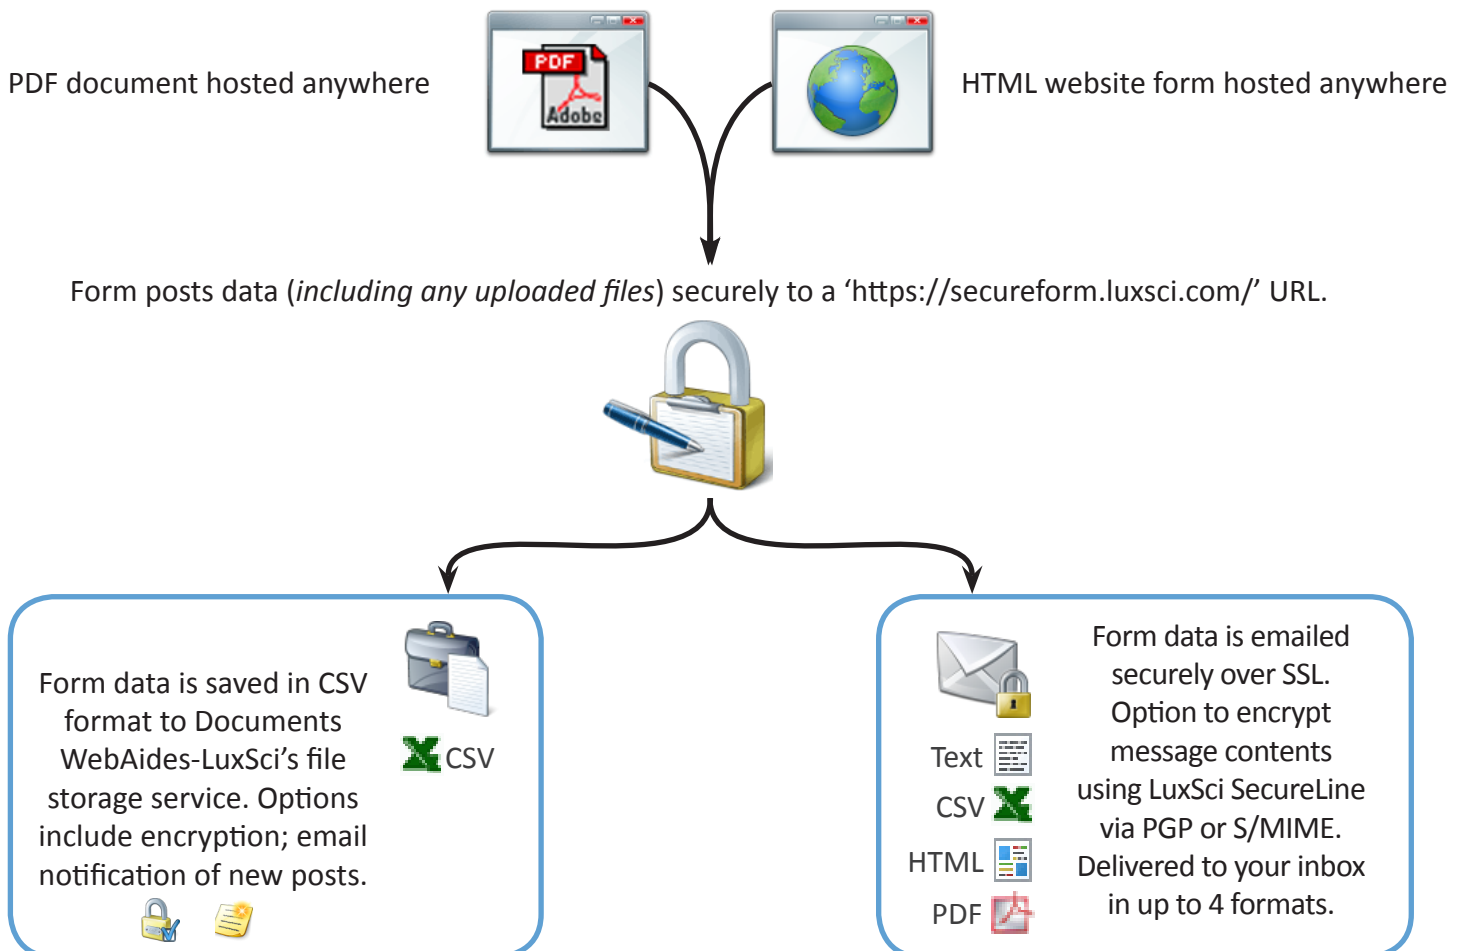 PDF document hosted anywhere
PDF
Adobe
HTML website form hosted anywhere
Form posts data (including any uploaded files) securely to a ‘https://secureform.luxsci.com/’ URL.
Form data is saved in CSV
format to Documents
WebAides-LuxSci’s file
storage service. Options
include encryption; email
notification of new posts.
CSV
Text
CSV
HTML
PDF
Form data is emailed
securely over SSL.
Option to encrypt
message contents
using LuxSci SecureLine
via PGP or S/MIME.
Delivered to your inbox
in up to 4 formats.